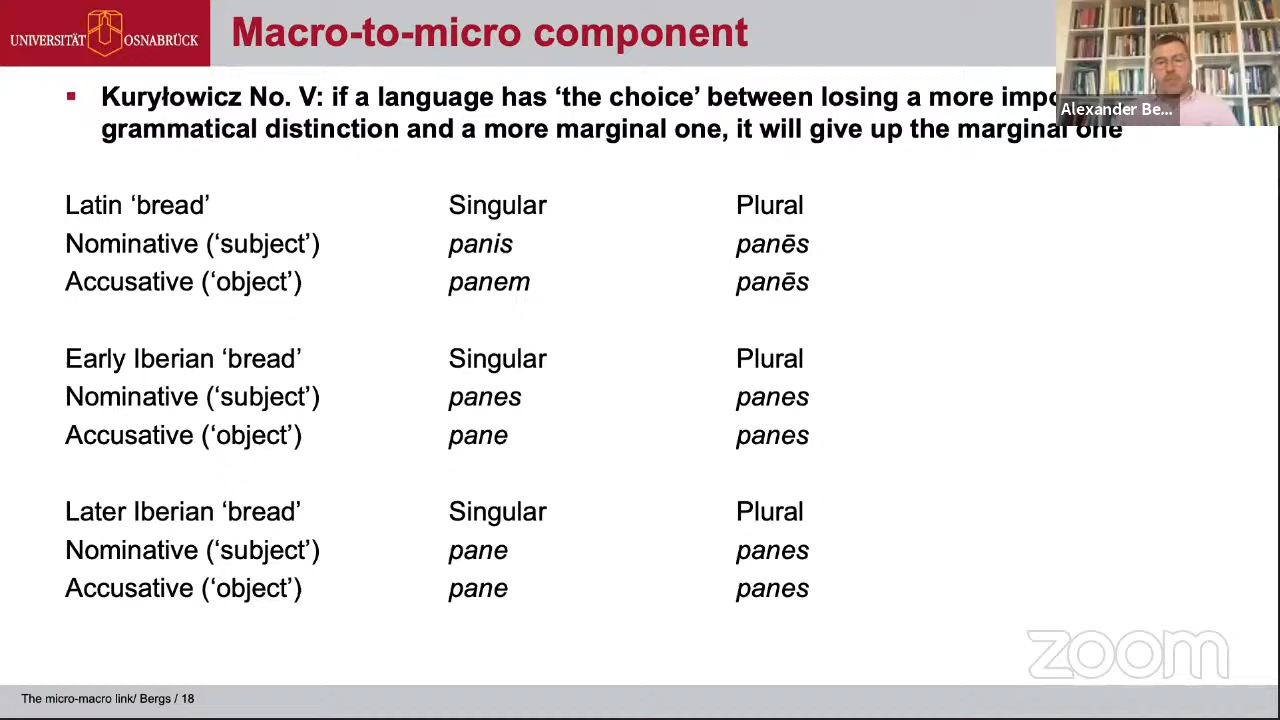 UNIVERSITÄT OSNABRÜCK
Macro-to-micro component
Alexander Be...
▪ Kuryłowicz No. V: if a language has ‘the choice’ between losing a more
grammatical distinction and a more marginal one, it will give up the marginal one
Latin ‘bread’ Singular Plural
Nominative (‘subject’) panis panēs
Accusative (‘object’) panem panēs
Early Iberian ‘bread’ Singular Plural
Nominative (‘subject’) panes panes
Accusative (‘object’) pane panes
Later Iberian ‘bread’ Singular Plural
Nominative (‘subject’) pane panes
Accusative (‘object’) pane panes
zoom
The micro-macro link/ Bergs / 18